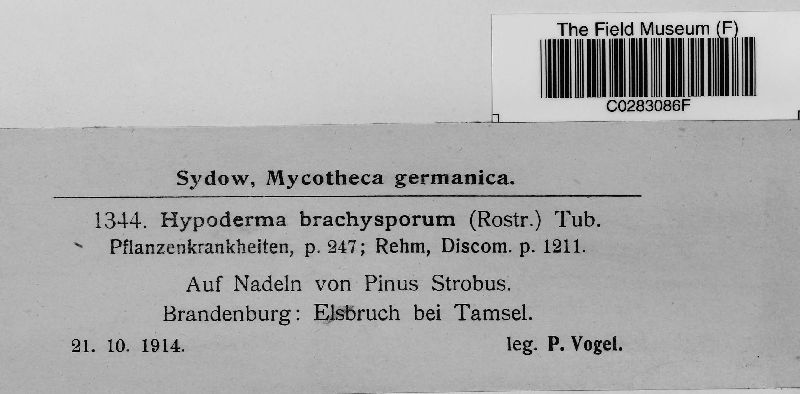 The Field Museum (F)
C0283086F
Sydow, Mycotheca germanica.
1344. Hypoderma brachysporum (Rostr.) Tub.
Pflanzenkrankheiten, p. 247; Rehm, Discom. p. 1211.
Auf Nadeln von Pinus Strobus.
Brandenburg: Elsbruch bei Tamsel.
21. 10. 1914. leg. P. Vogel.